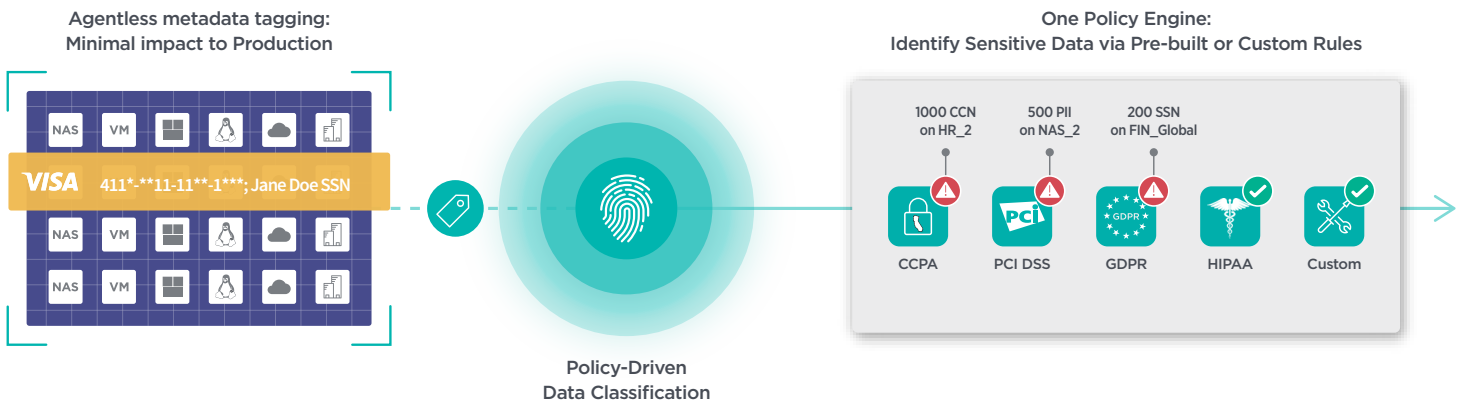 Agentless metadata tagging:
Minimal impact to Production
NAS VM
VISA 411*-**11-11**-1***; Jane Doe SSN
NAS VM
NAS VM
Policy-Driven
Data Classification
One Policy Engine:
Identify Sensitive Data via Pre-built or Custom Rules
1000 CCN
on HR_2
500 PII
on NAS_2
200 SSN
on FIN_Global
PCI
GDPR
CCPA PCI DSS GDPR HIPAA Custom